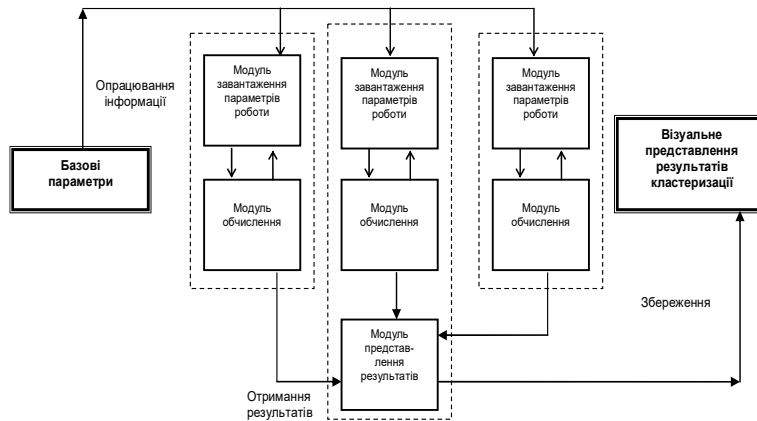 Опрацювання
інформації
Базові
параметри
Модуль
завантаження
параметрів
роботи
Модуль
обчислення
Модуль
завантаження
параметрів
роботи
Модуль
обчислення
Модуль
представ-
лення
результатів
Модуль
завантаження
параметрів
роботи
Модуль
обчислення
Отримання
результатів
Візуальне
представлення
результатів
кластеризації
Збереження